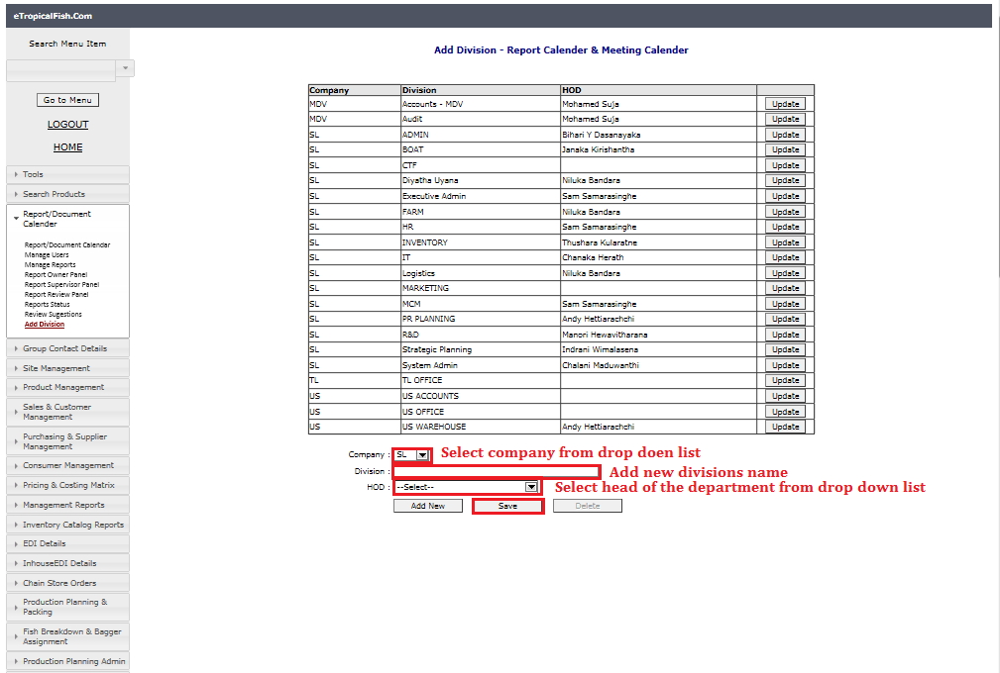 eTropicalFish.Com
Search Menu Item
Go to Menu
LOGOUT
HOME
Tools
Search Products
Report/Document
Calender
Report/Document Calendar
Manage Users
Manage Reports
Report Owner Panel
Report Supervisor Panel
Report Review Panel
Reports Status
Review Sugestions
Add Division
Group Contact Details
Site Management
Product Management
Sales & Customer
Management
Purchasing & Supplier
Management
Consumer Management
Pricing & Costing Matrix
Management Reports
Inventory Catalog Reports
EDI Details
InhouseEDI Details
Chain Store Orders
Production Planning &
Packing
Fish Breakdown & Bagger
Assignment
Production Planning Admin
Add Division - Report Calender & Meeting Calender
Company Division HOD
MDV Accounts - MDV Mohamed Suja Update
MDV Audit Mohamed Suja Update
SL ADMIN Bihari Y Dasanayaka Update
SL BOAT Janaka Kirishantha Update
SL CTF Update
SL Diyatha Uyana Niluka Bandara Update
SL Executive Admin Sam Samarasinghe Update
SL FARM Niluka Bandara Update
SL HR Sam Samarasinghe Update
SL INVENTORY Thushara Kularatne Update
SL IT Chanaka Herath Update
SL Logistics Niluka Bandara Update
SL MARKETING Update
SL MCM Sam Samarasinghe Update
SL PR PLANNING Andy Hettiarachchi Update
SL R&D Manori Hewavitharana Update
SL Strategic Planning Indrani Wimalasena Update
SL System Admin Chalani Maduwanthi Update
TL TL OFFICE Update
US US ACCOUNTS Update
US US OFFICE Update
US US WAREHOUSE Andy Hettiarachchi Update
Company : SL Select company from drop doen list
Division : Add new divisions name
HOD : --Select-- Select head of the department from drop down list
Add New Save Delete